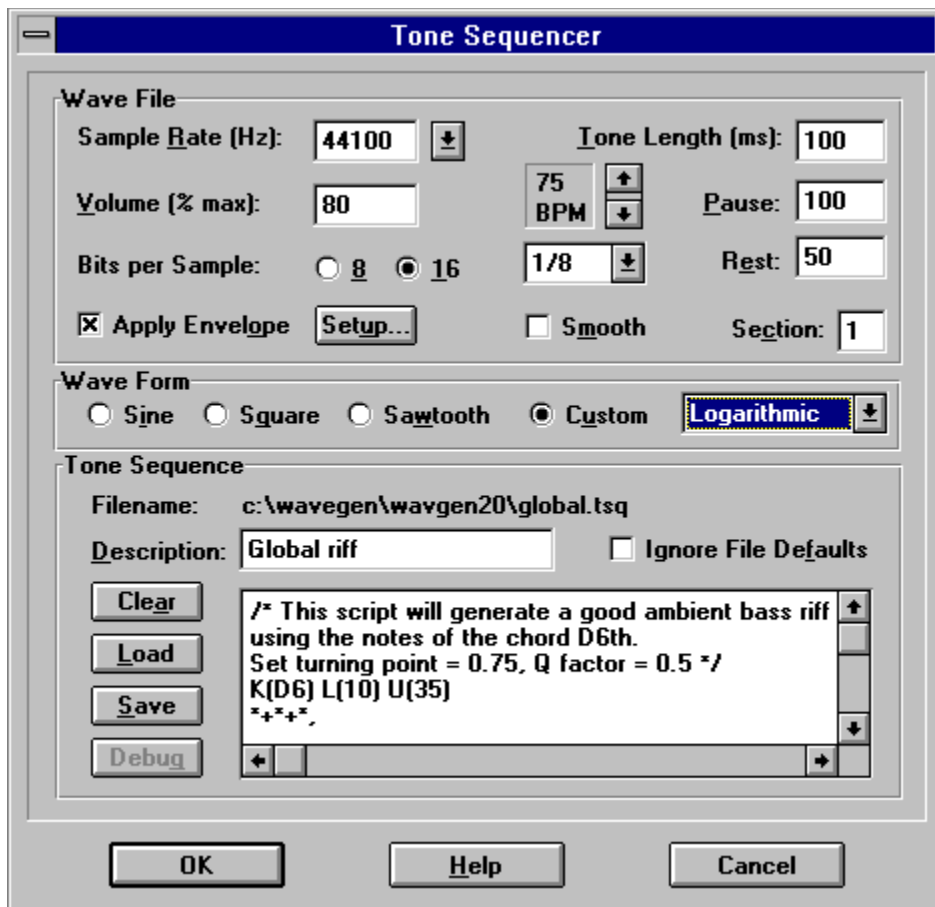 Tone Sequencer
Wave File
Sample Rate (Hz): 44100 Tone Length (ms): 100
Volume (% max): 80 75 BPM Pause: 100
Bits per Sample: 8 16 1/8 Rest: 50
Apply Envelope Setup... Smooth Section: 1
Wave Form
Sine Square Sawtooth Custom Logarithmic
Tone Sequence
Filename: c:\wavegen\wavgen20\global.tsq
Description: Global riff Ignore File Defaults
Clear
Load
Save
Debug
/* This script will generate a good ambient bass riff
using the notes of the chord D6th.
Set turning point = 0.75, Q factor = 0.5 */
K(D6) L(10) U(35)
*+*+*,
OK Help Cancel